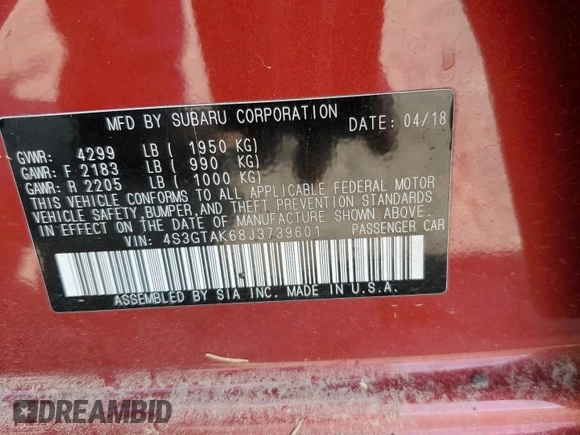 MFD BY SUBARU CORPORATION
DATE: 04/18
GVWR: 4299 LB ( 1950 KG)
GAWR: F 2183 LB ( 990 KG)
GAWR: R 2205 LB ( 1000 KG)
THIS VEHICLE CONFORMS TO ALL APPLICABLE FEDERAL MOTOR
VEHICLE SAFETY, BUMPER, AND THEFT PREVENTION STANDARDS
IN EFFECT ON THE DATE OF MANUFACTURE SHOWN ABOVE.
VIN: 4S3GTAK68J3739601 PASSENGER CAR
ASSEMBLED BY SIA INC. MADE IN U.S.A.
DREAMBID